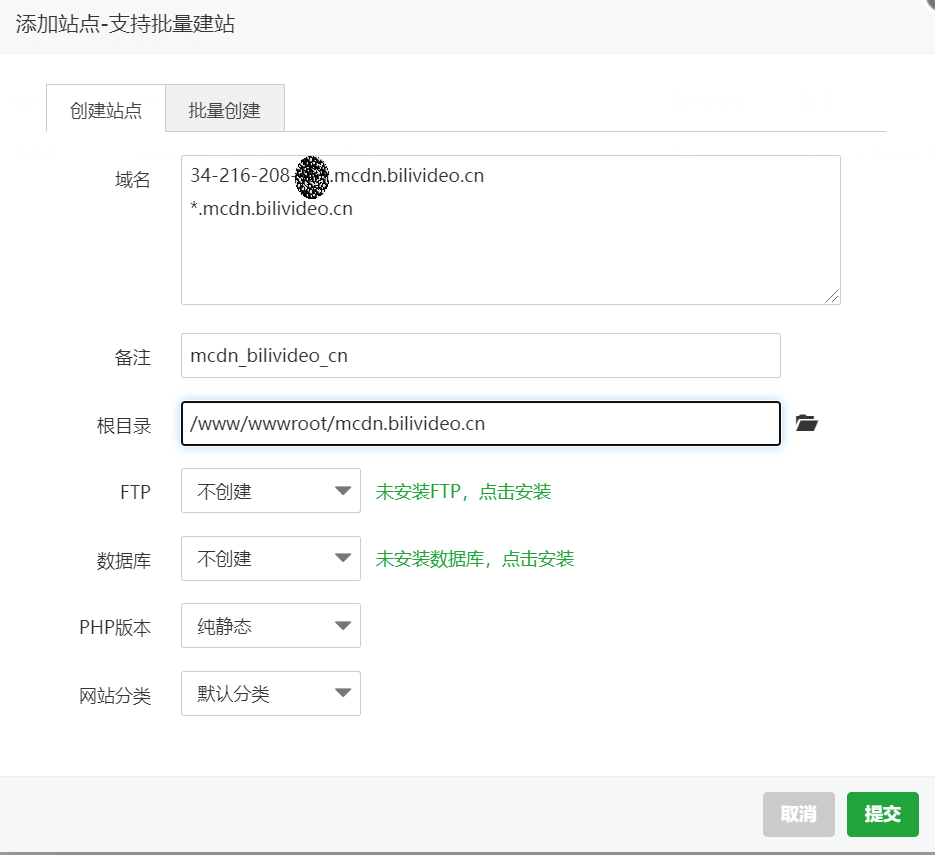 添加站点-支持批量建站
创建站点 批量创建
域名
34-216-208- .mcdn.bilivideo.cn
*.mcdn.bilivideo.cn
备注 mcdn_bilivideo_cn
根目录 /www/wwwroot/mcdn.bilivideo.cn
FTP 不创建 未安装FTP，点击安装
数据库 不创建 未安装数据库，点击安装
PHP版本 纯静态
网站分类 默认分类
取消 提交